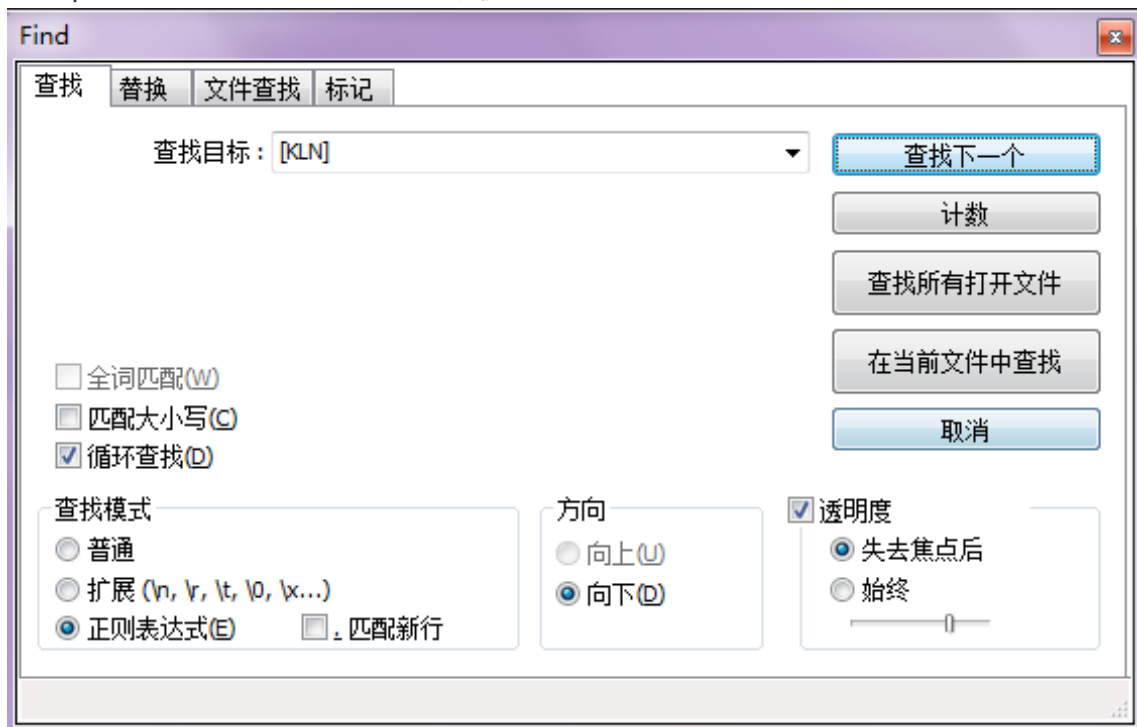 Find
查找 替换 文件查找 标记
查找目标： [KLN] 查找下一个
计数
查找所有打开文件
在当前文件中查找
全词匹配(W)
匹配大小写(C)
取消
循环查找(D)
查找模式 方向 透明度
普通 向上(U) 失去焦点后
扩展 (\n, \r, \t, \0, \x...) 向下(D) 始终
正则表达式(E) . 匹配新行